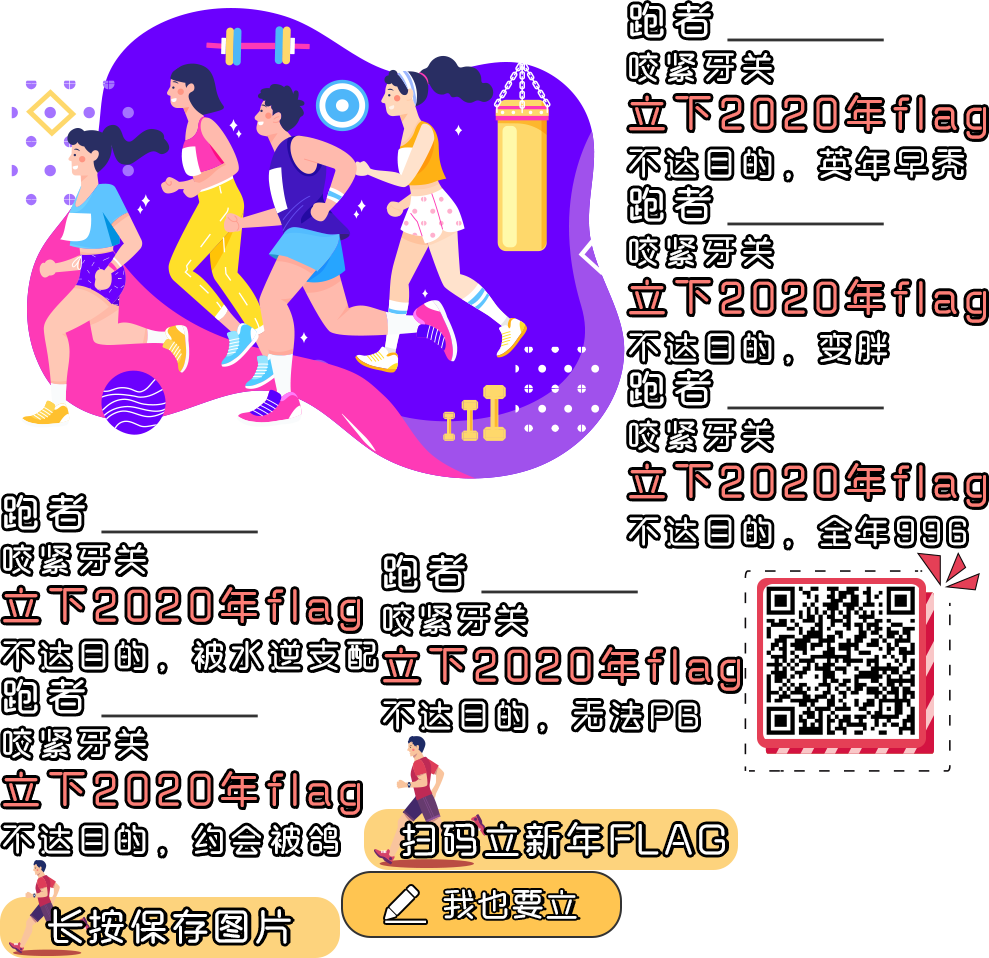 跑者 ________
咬紧牙关
立下2020年flag
不达目的，英年早秃
跑者 ________
咬紧牙关
立下2020年flag
不达目的，变胖
跑者 ________
咬紧牙关
立下2020年flag
不达目的，全年996
跑者 ________
咬紧牙关
立下2020年flag
不达目的，被水逆支配
跑者 ________
咬紧牙关
立下2020年flag
不达目的，约会被鸽
跑者 ________
咬紧牙关
立下2020年flag
不达目的，无法PB
扫码立新年FLAG
我也要立
长按保存图片